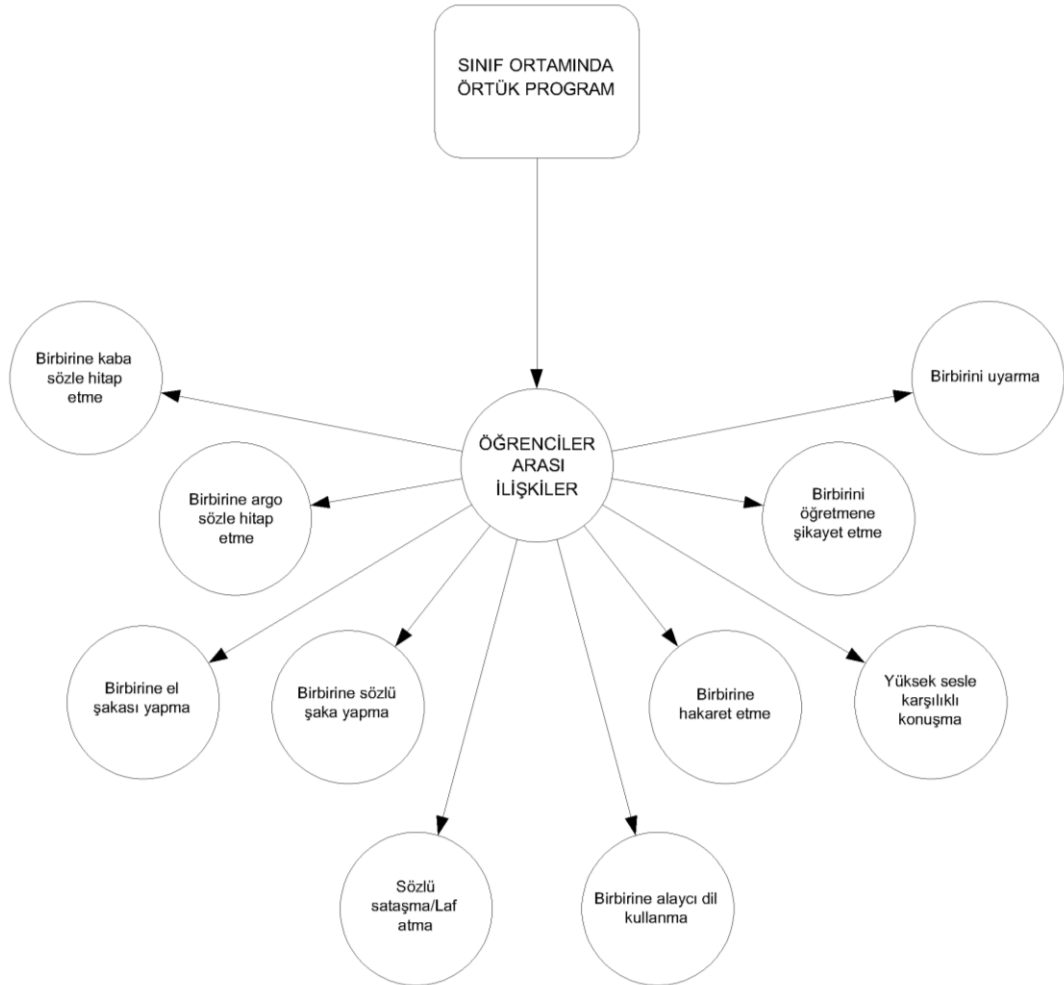 SINIF ORTAMINDA
ÖRTÜK PROGRAM
Birbirine kaba
sözle hitap
etme
Birbirini uyarma
ÖĞRENCİLER
ARASI
İLİŞKİLER
Birbirine argo
sözle hitap
etme
Birbirini
öğretmene
şikayet etme
Birbirine el
şakası yapma
Birbirine sözlü
şaka yapma
Birbirine
hakaret etme
Yüksek sesle
karşılıklı
konuşma
Sözlü
sataşma/Laf
atma
Birbirine alaycı dil
kullanma